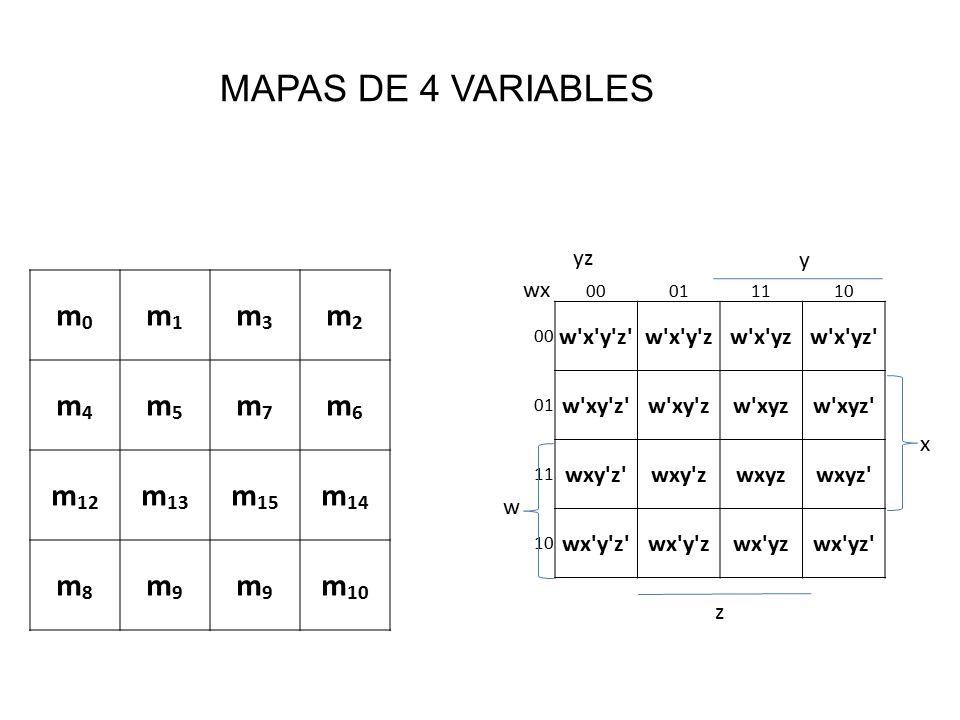 MAPAS DE 4 VARIABLES
m₀ m₁ m₃ m₂
m₄ m₅ m₇ m₆
m₁₂ m₁₃ m₁₅ m₁₄
m₈ m₉ m₉ m₁₀
yz y
wx 00 01 11 10
00 w'x'y'z' w'x'y'z w'x'yz w'x'yz'
01 w'xy'z' w'xy'z w'xyz w'xyz'
x
11 wxy'z' wxy'z wxyz wxyz'
w
10 wx'y'z' wx'y'z wx'yz wx'yz'
z